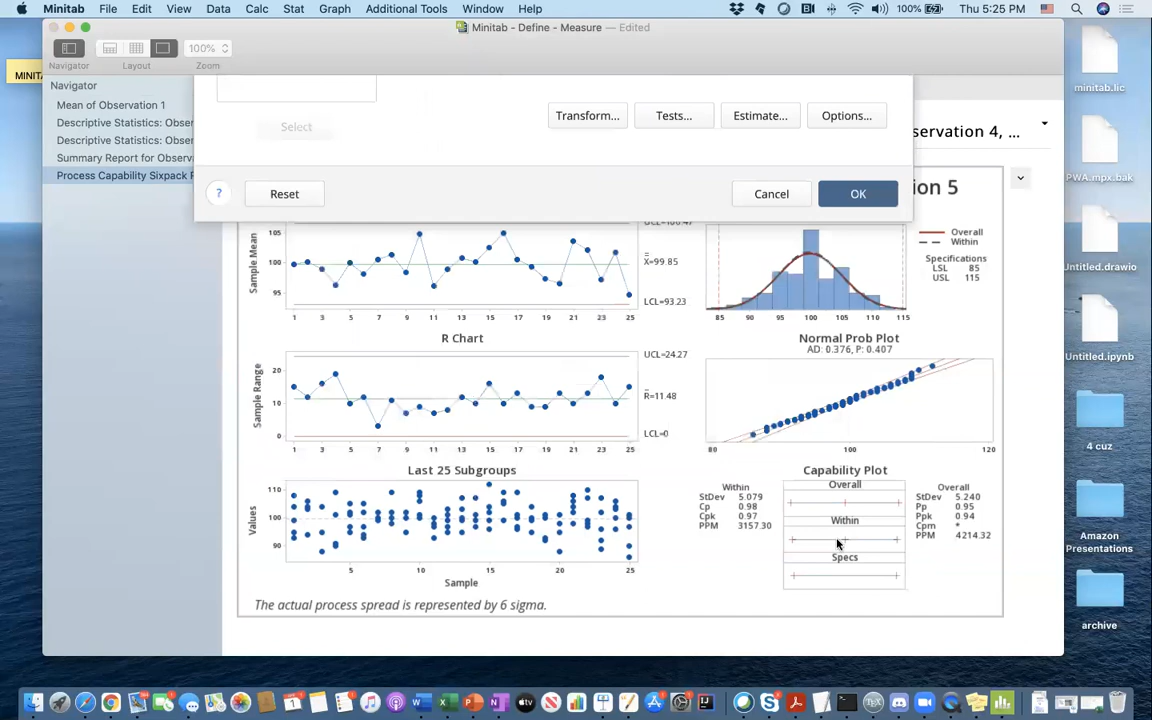 Minitab File Edit View Data Calc Stat Graph Additional Tools Window Help 100% Thu 5:25 PM
Minitab - Define - Measure — Edited
100%
Navigator Layout Zoom
MINITA
Navigator
Mean of Observation 1
Descriptive Statistics: Obser
Descriptive Statistics: Obser
Summary Report for Observa
Process Capability Sixpack R
Select
Transform... Tests... Estimate... Options...
? Reset Cancel OK
servation 4, ...
ion 5
Sample Mean
105
100
95
1 3 5 7 9 11 13 15 17 19 21 23 25
X=99.85
LCL=93.23
85 90 95 100 105 110 115
Overall
Within
Specifications
LSL 85
USL 115
R Chart
Sample Range
20
10
0
1 3 5 7 9 11 13 15 17 19 21 23 25
UCL=24.27
R=11.48
LCL=0
Normal Prob Plot
AD: 0.376, P: 0.407
80 100 120
Last 25 Subgroups
Values
110
100
90
5 10 15 20 25
Sample
Capability Plot
Within
StDev 5.079
Cp 0.98
Cpk 0.97
PPM 3157.30
Overall
Within
Specs
Overall
StDev 5.240
Pp 0.95
Ppk 0.94
Cpm *
PPM 4214.32
The actual process spread is represented by 6 sigma.
minitab.lic
PWA.mpx.bak
Untitled.drawio
Untitled.ipynb
4 cuz
Amazon
Presentations
archive